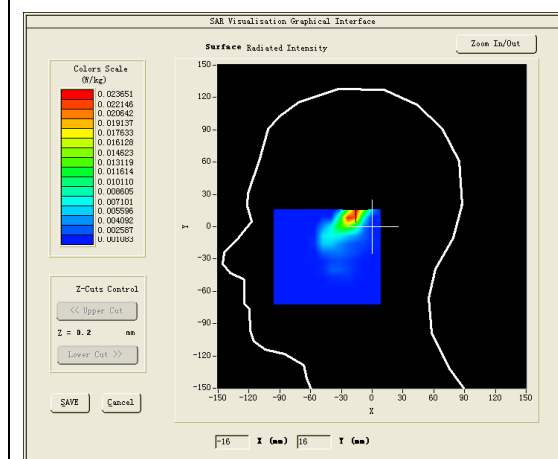 SAR Visualisation Graphical Interface
Surface Radiated Intensity
Zoom In/Out
Colors Scale
(W/kg)
0.023651
0.022146
0.020642
0.019137
0.017633
0.016128
0.014623
0.013119
0.011614
0.010110
0.008605
0.007101
0.005596
0.004092
0.002587
0.001083
Z-Cuts Control
<< Upper Cut
Z = 0.2 mm
Lower Cut >>
SAVE Cancel
150
120
90
60
30
0
-30
-60
-90
-120
-150
Y
-150 -120 -90 -60 -30 0 30 60 90 120 150
X
-16 X (mm) 16 Y (mm)